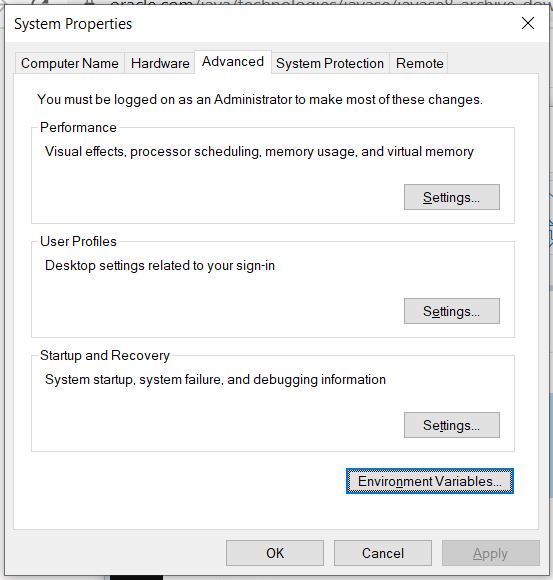 System Properties
Computer Name Hardware Advanced System Protection Remote
You must be logged on as an Administrator to make most of these changes.
Performance
Visual effects, processor scheduling, memory usage, and virtual memory
Settings...
User Profiles
Desktop settings related to your sign-in
Settings...
Startup and Recovery
System startup, system failure, and debugging information
Settings...
Environment Variables...
OK Cancel Apply